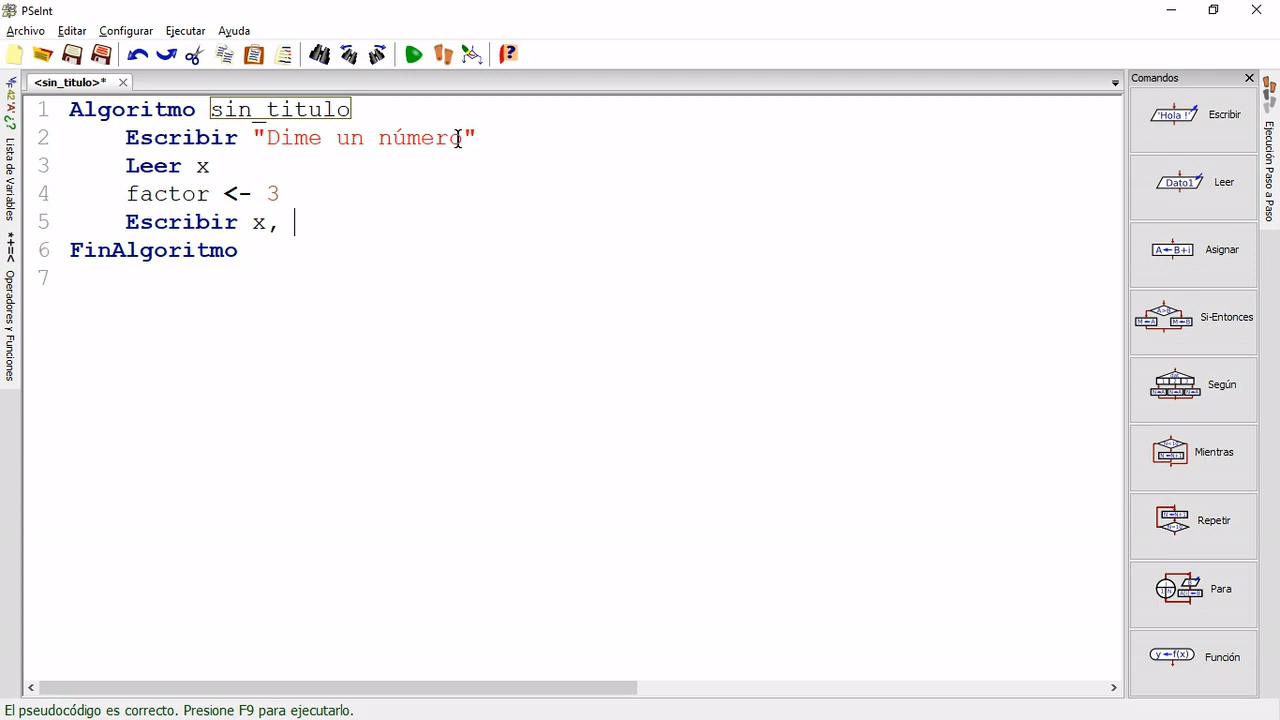 PSeInt
Archivo Editar Configurar Ejecutar Ayuda
<sin_titulo>*
1 Algoritmo sin_titulo
2 Escribir "Dime un número"
3 Leer x
4 factor <- 3
5 Escribir x,
6 FinAlgoritmo
7
Lista de Variables
*+=< Operadores y Funciones
Comandos
'Hola !' Escribir
Dato1 Leer
A←B+i Asignar
Si-Entonces
Según
Mientras
Repetir
Para
y←f(x) Función
Ejecución Paso a Paso
El pseudocódigo es correcto. Presione F9 para ejecutarlo.